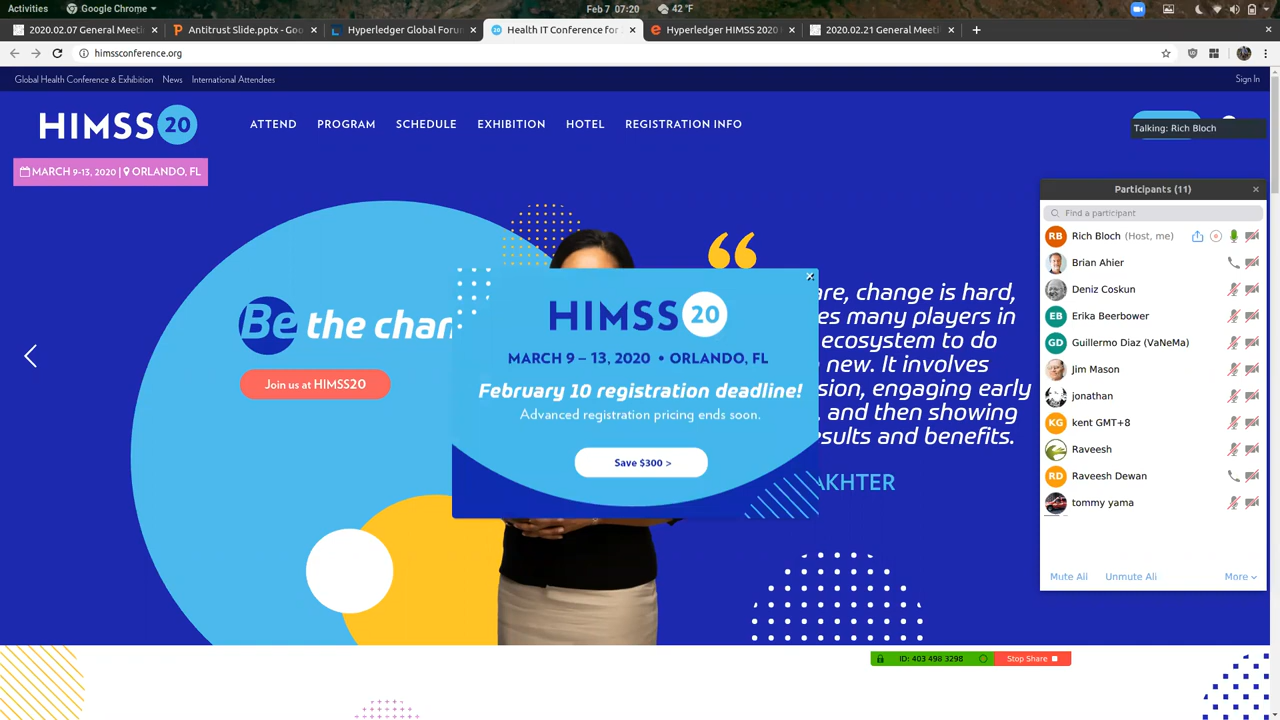 Activities
Google Chrome
Feb 7 07:20
42 °F
2020.02.07 General Meeti
Antitrust Slide.pptx - Goo
Hyperledger Global Forum
Health IT Conference for
Hyperledger HIMSS 2020
2020.02.21 General Meeti
himssconference.org
Global Health Conference & Exhibition
News
International Attendees
Sign In
HIMSS 20
ATTEND
PROGRAM
SCHEDULE
EXHIBITION
HOTEL
REGISTRATION INFO
Talking: Rich Bloch
MARCH 9-13, 2020 | ORLANDO, FL
Be the chan
Join us at HIMSS20
“
are, change is hard,
es many players in
ecosystem to do
new. It involves
sion, engaging early
, and then showing
sults and benefits.
AKHTER
HIMSS 20
MARCH 9 – 13, 2020 • ORLANDO, FL
February 10 registration deadline!
Advanced registration pricing ends soon.
Save $300 >
Participants (11)
Find a participant
RB Rich Bloch (Host, me)
Brian Ahier
Deniz Coskun
EB Erika Beerbower
GD Guillermo Diaz (VaNeMa)
Jim Mason
jonathan
KG kent GMT+8
Raveesh
RD Raveesh Dewan
tommy yama
Mute All
Unmute All
More
ID: 403 498 3298
Stop Share